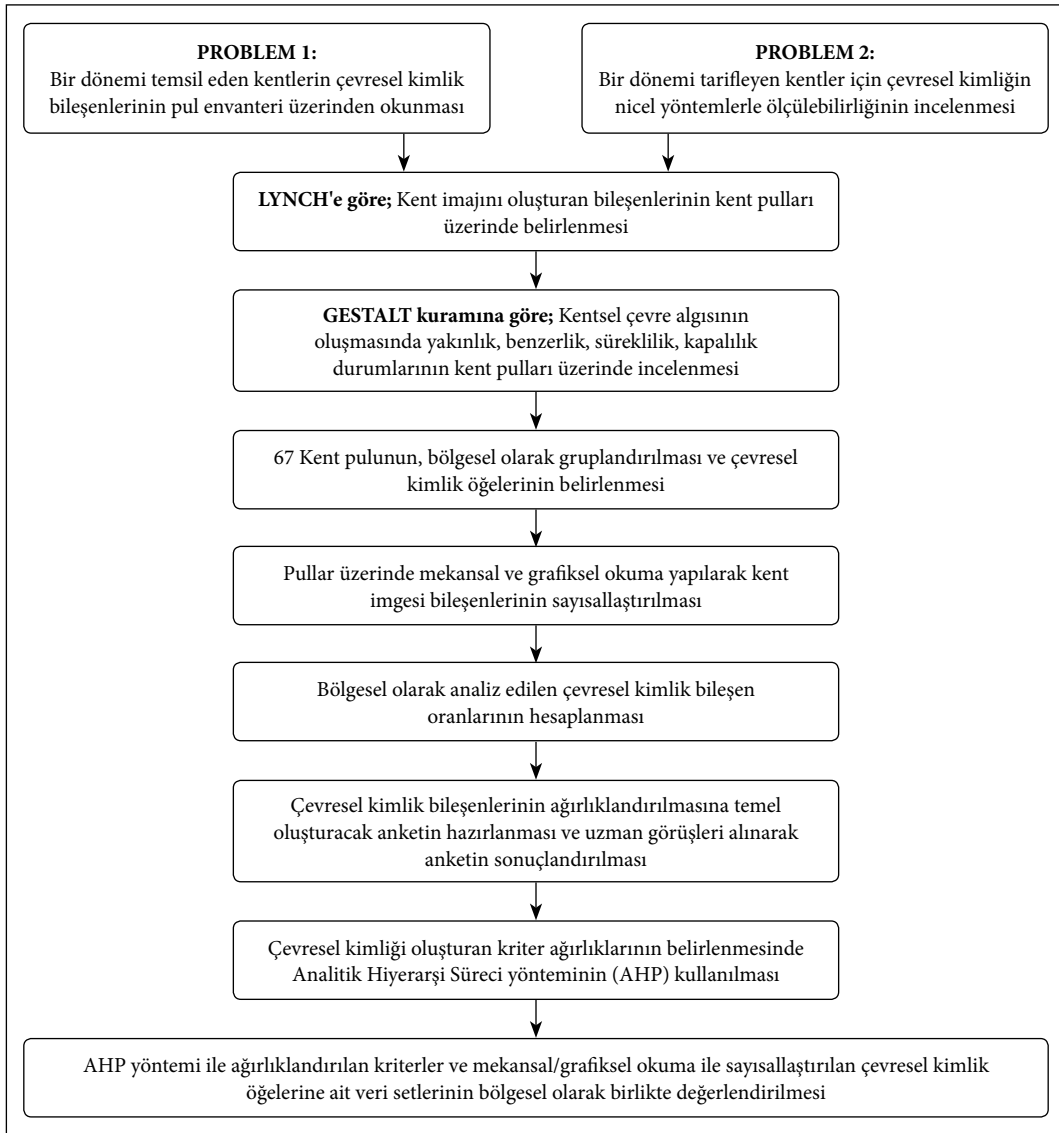 PROBLEM 1:
Bir dönemi temsil eden kentlerin çevresel kimlik
bileşenlerinin pul envanteri üzerinden okunması
PROBLEM 2:
Bir dönemi tarifleyen kentler için çevresel kimliğin
nicel yöntemlerle ölçülebilirliğinin incelenmesi
LYNCH'e göre; Kent imajını oluşturan bileşenlerinin kent pulları
üzerinde belirlenmesi
GESTALT kuramına göre; Kentsel çevre algısının
oluşmasında yakınlık, benzerlik, süreklilik, kapalılık
durumlarının kent pulları üzerinde incelenmesi
67 Kent pulunun, bölgesel olarak gruplandırılması ve çevresel
kimlik öğelerinin belirlenmesi
Pullar üzerinde mekansal ve grafiksel okuma yapılarak kent
imgesi bileşenlerinin sayısallaştırılması
Bölgesel olarak analiz edilen çevresel kimlik bileşen
oranlarının hesaplanması
Çevresel kimlik bileşenlerinin ağırlıklandırılmasına temel
oluşturacak anketin hazırlanması ve uzman görüşleri alınarak
anketin sonuçlandırılması
Çevresel kimliği oluşturan kriter ağırlıklarının belirlenmesinde
Analitik Hiyerarşi Süreci yönteminin (AHP) kullanılması
AHP yöntemi ile ağırlıklandırılan kriterler ve mekansal/grafiksel okuma ile sayısallaştırılan çevresel kimlik
öğelerine ait veri setlerinin bölgesel olarak birlikte değerlendirilmesi